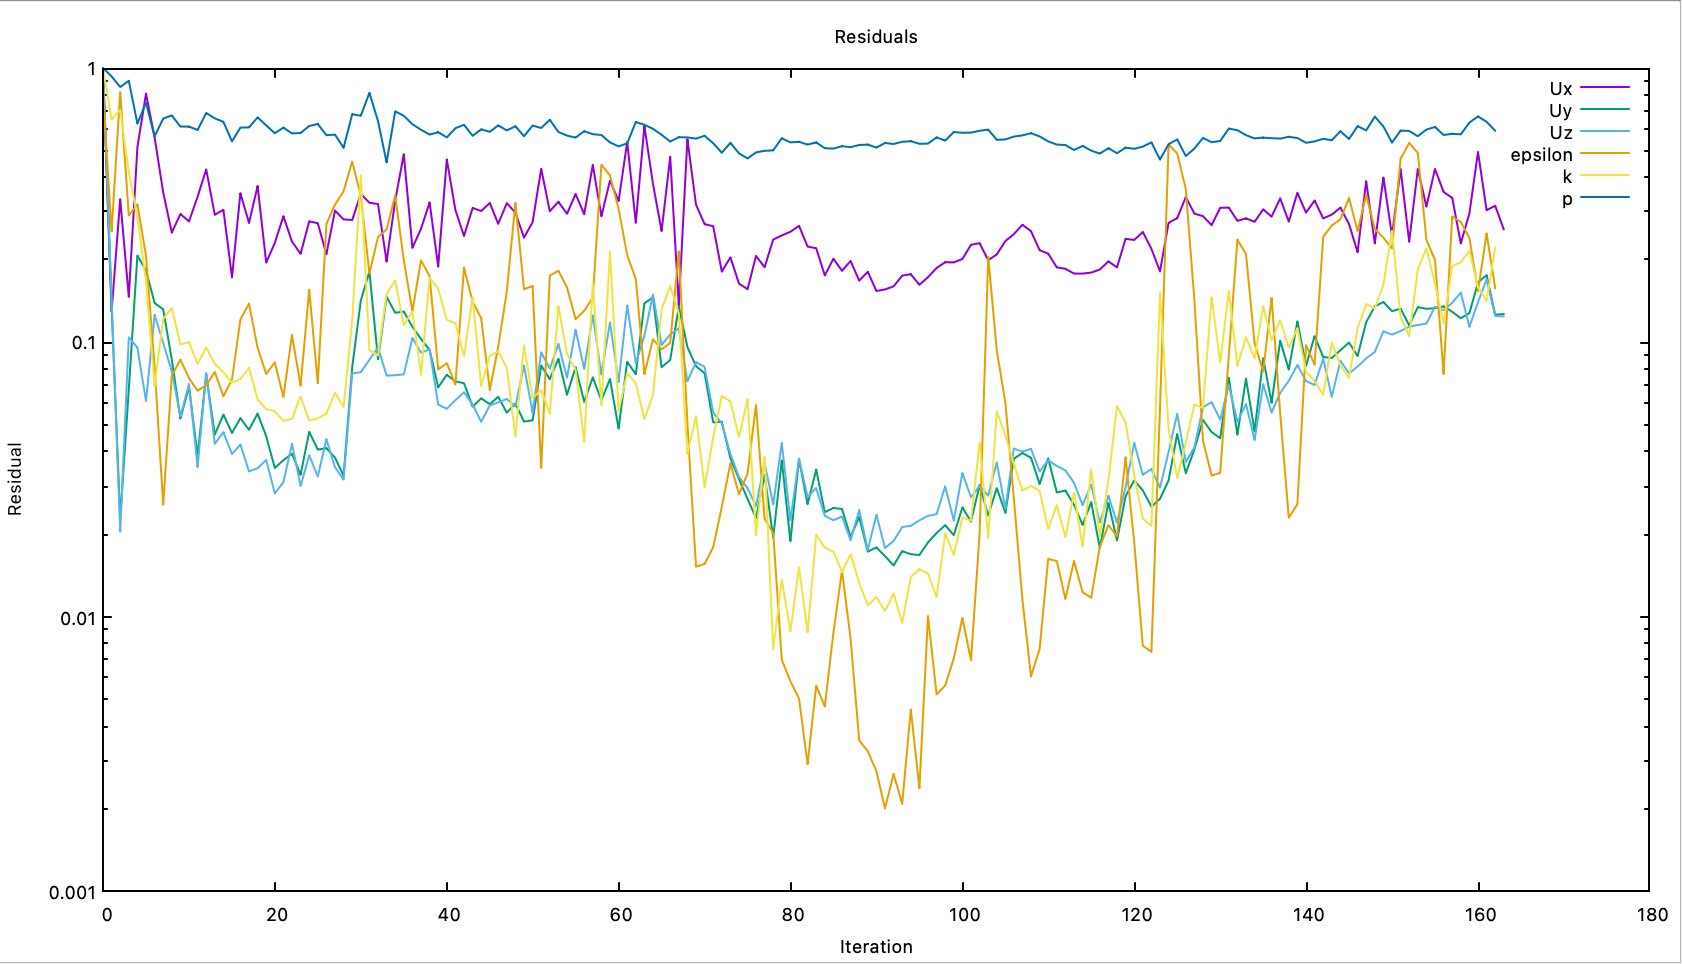 Residuals
1
0.1
0.01
0.001
Residual
Ux
Uy
Uz
epsilon
k
p
0 20 40 60 80 100 120 140 160 180
Iteration